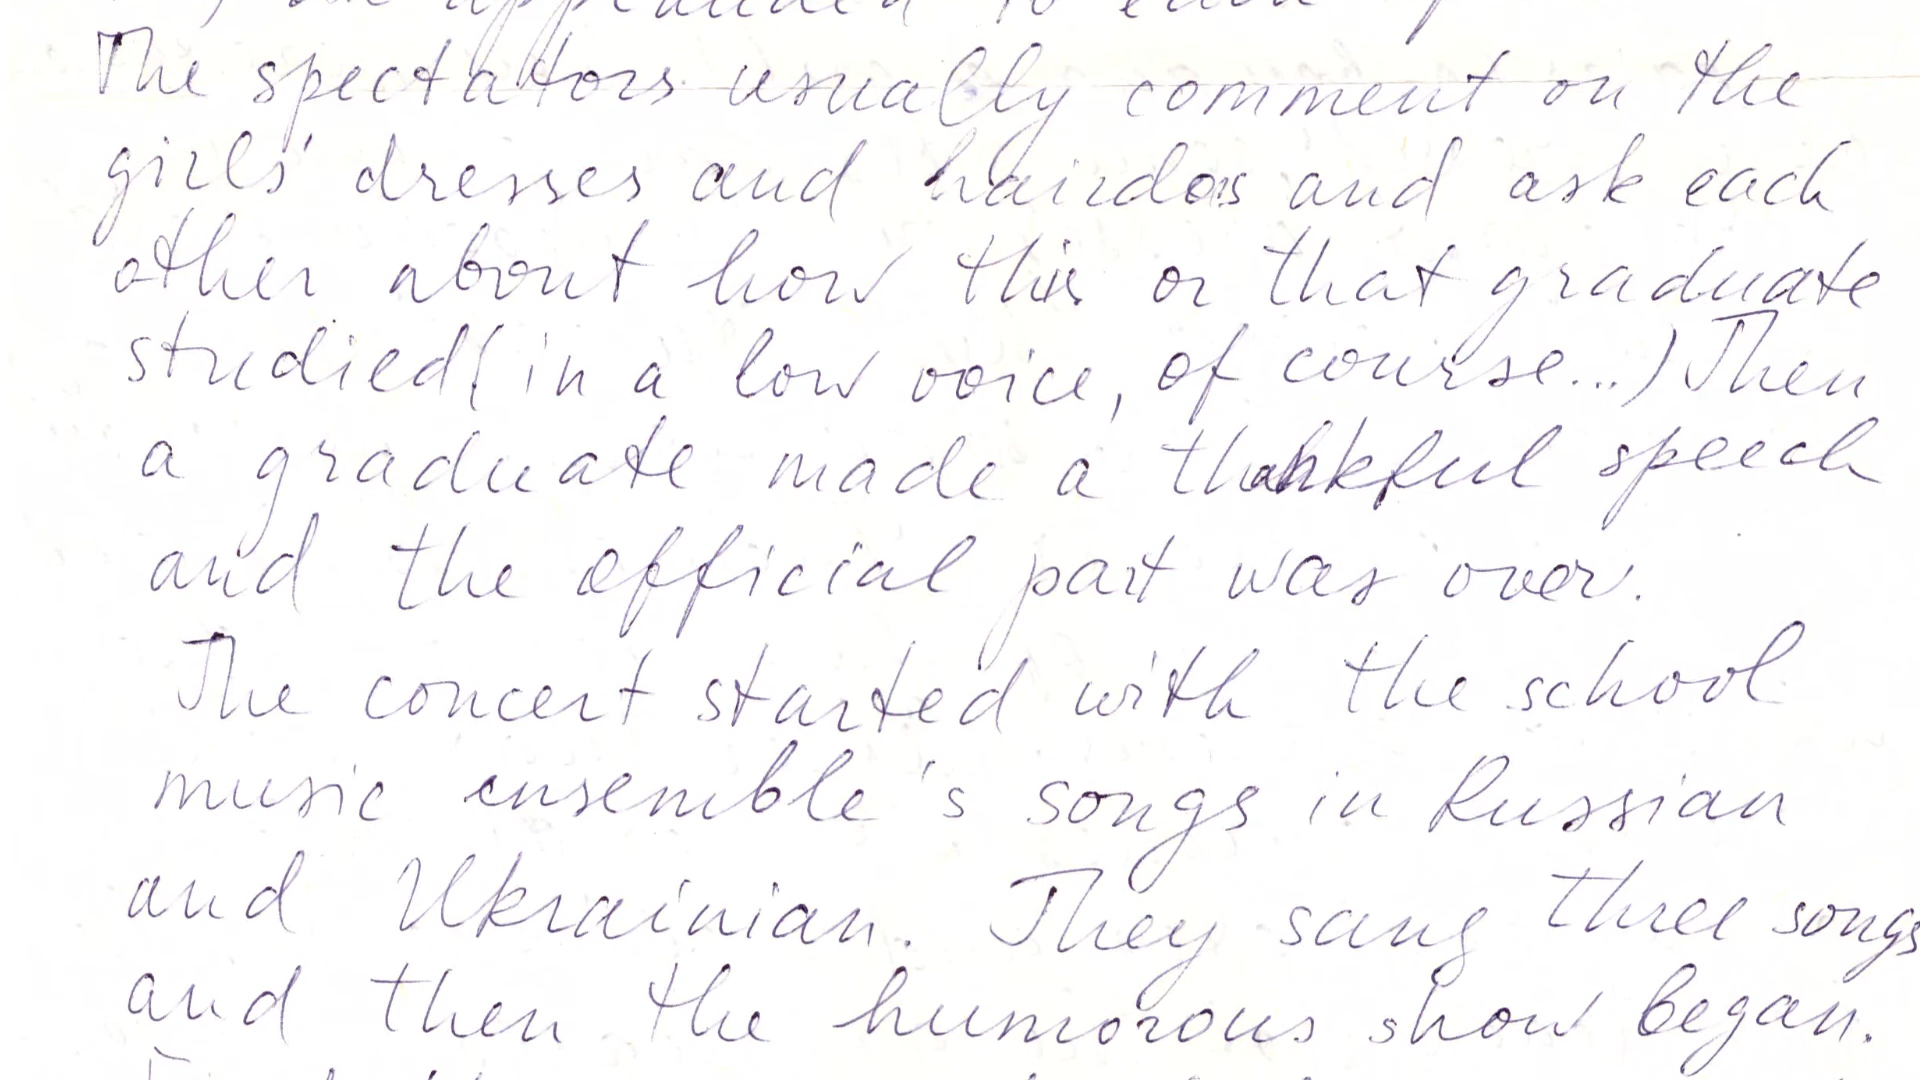 The spectators usually comment on the
girls' dresses and hairdos and ask each
other about how this or that graduate
studied (in a low voice, of course...) Then
a graduate made a thankful speech
and the official part was over.
The concert started with the school
music ensemble's songs in Russian
and Ukrainian. They sang three songs
and then the humorous show began.